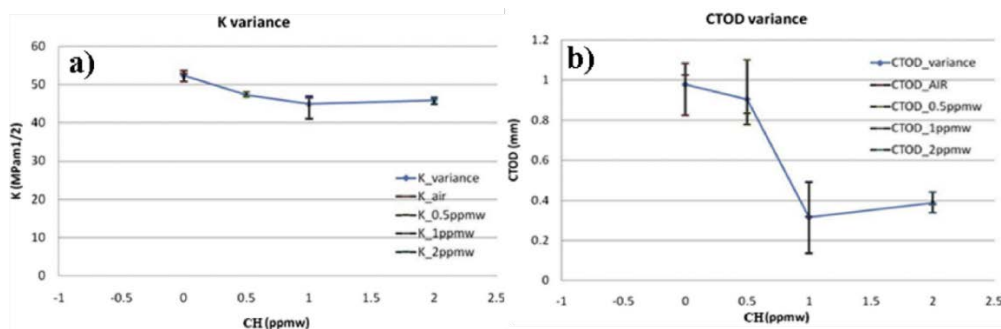 K variance
a)
K (MPam1/2)
60
50
40
30
20
10
0
K_variance
K_air
K_0.5ppmw
K_1ppmw
K_2ppmw
-1
-0.5
0
0.5
1
1.5
2
2.5
CH (ppmw)
CTOD variance
b)
CTOD (mm)
1.2
1
0.8
0.6
0.4
0.2
0
CTOD_variance
CTOD_AIR
CTOD_0.5ppmw
CTOD_1ppmw
CTOD_2ppmw
-1
-0.5
0
0.5
1
1.5
2
2.5
CH (ppmw)